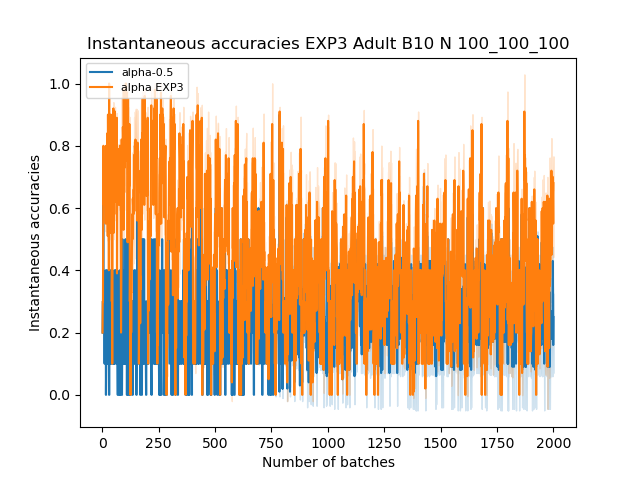 Instantaneous accuracies EXP3 Adult B10 N 100_100_100
alpha-0.5
alpha EXP3
Instantaneous accuracies
1.0
0.8
0.6
0.4
0.2
0.0
0 250 500 750 1000 1250 1500 1750 2000
Number of batches